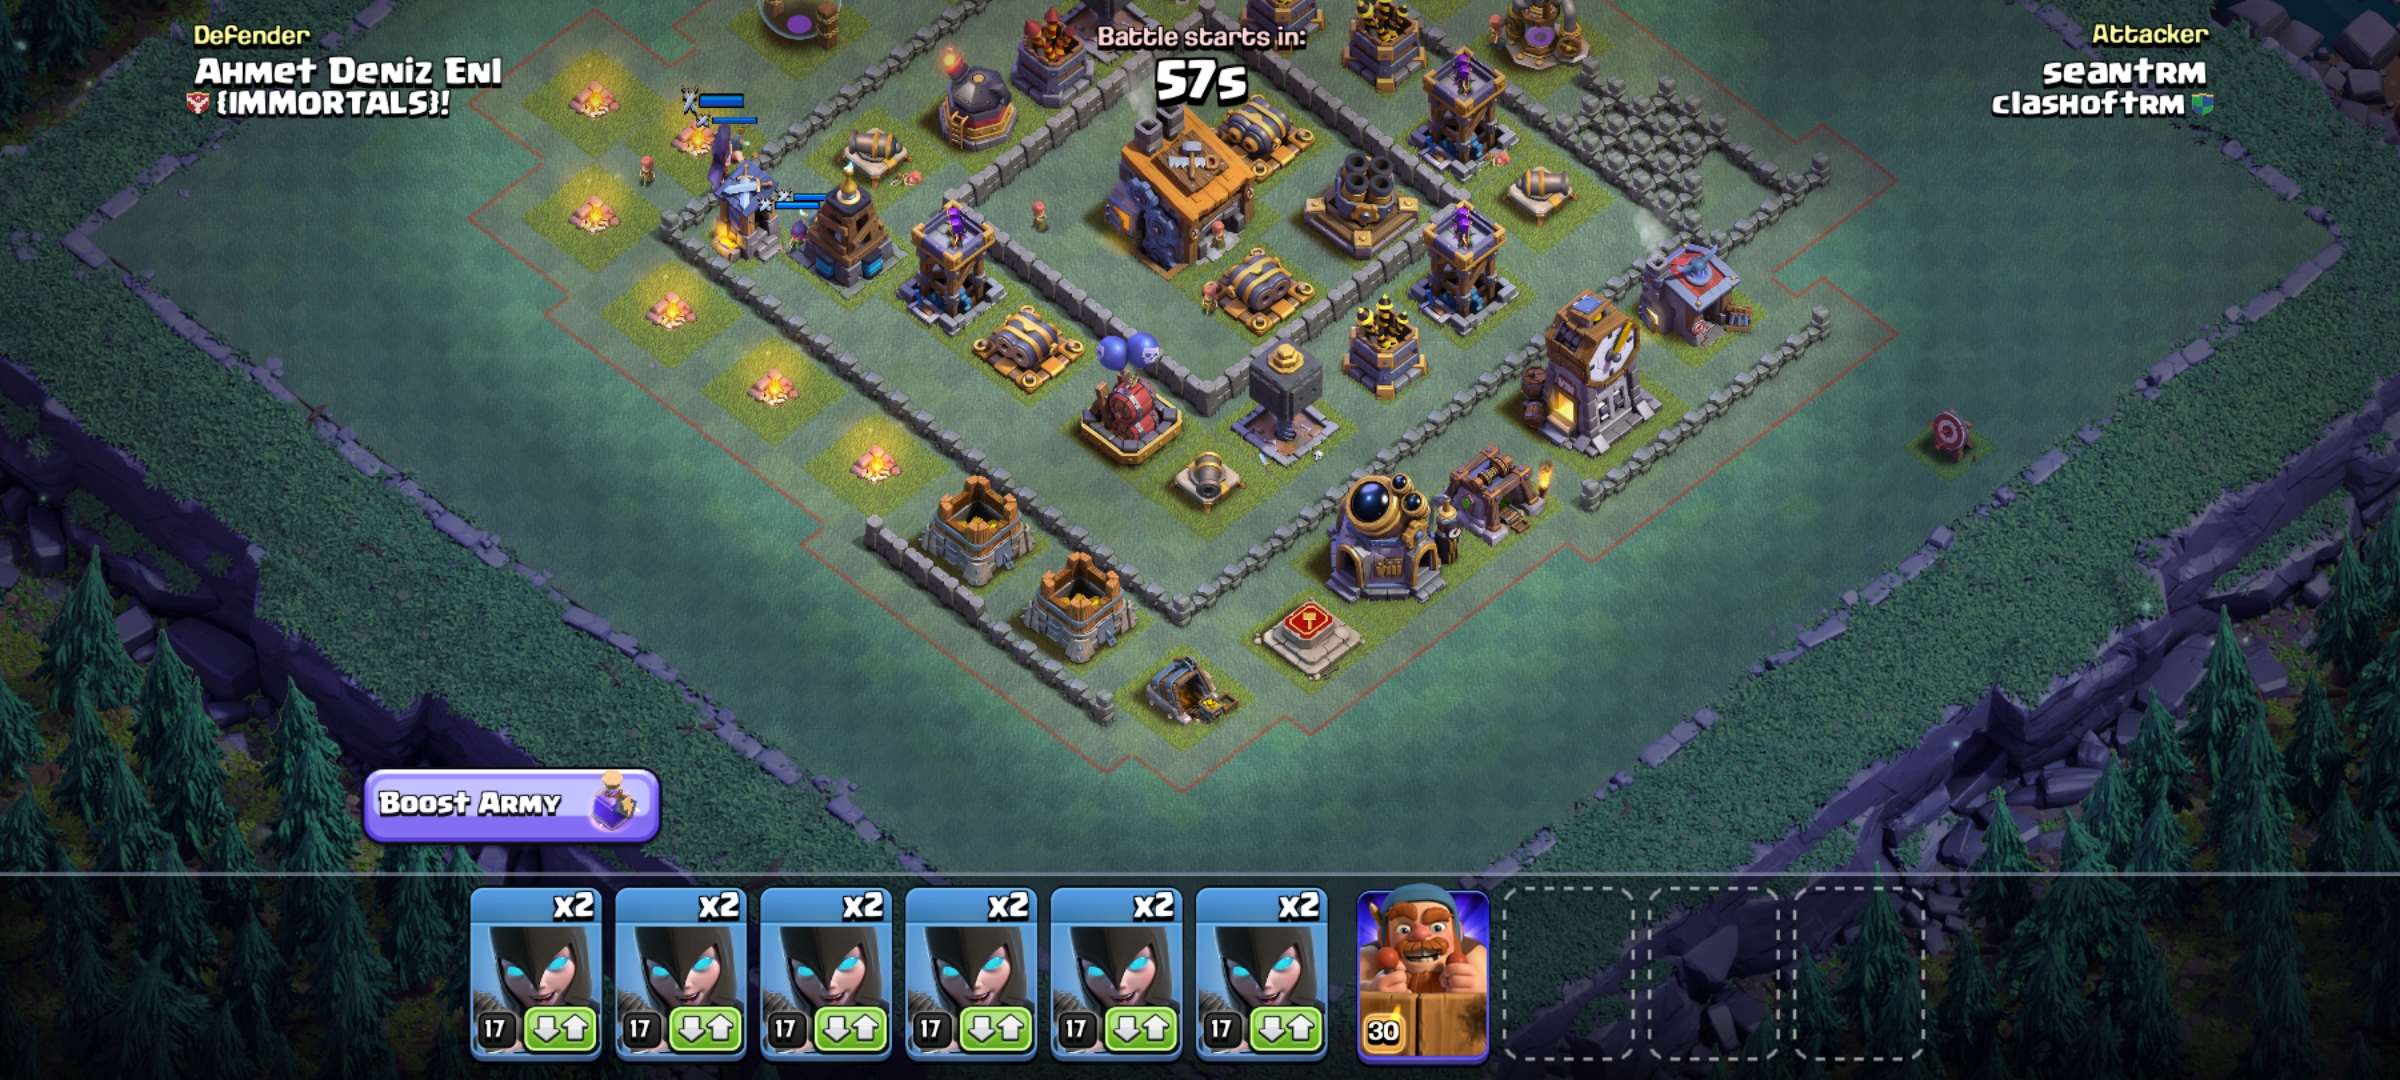 Defender
Ahmet Deniz Enl
{IMMORTALS}!
Battle starts in:
57s
Attacker
seantRM
clashoftRM
VIII
Boost Army
x2
x2
x2
x2
x2
x2
17
17
17
17
17
17
30